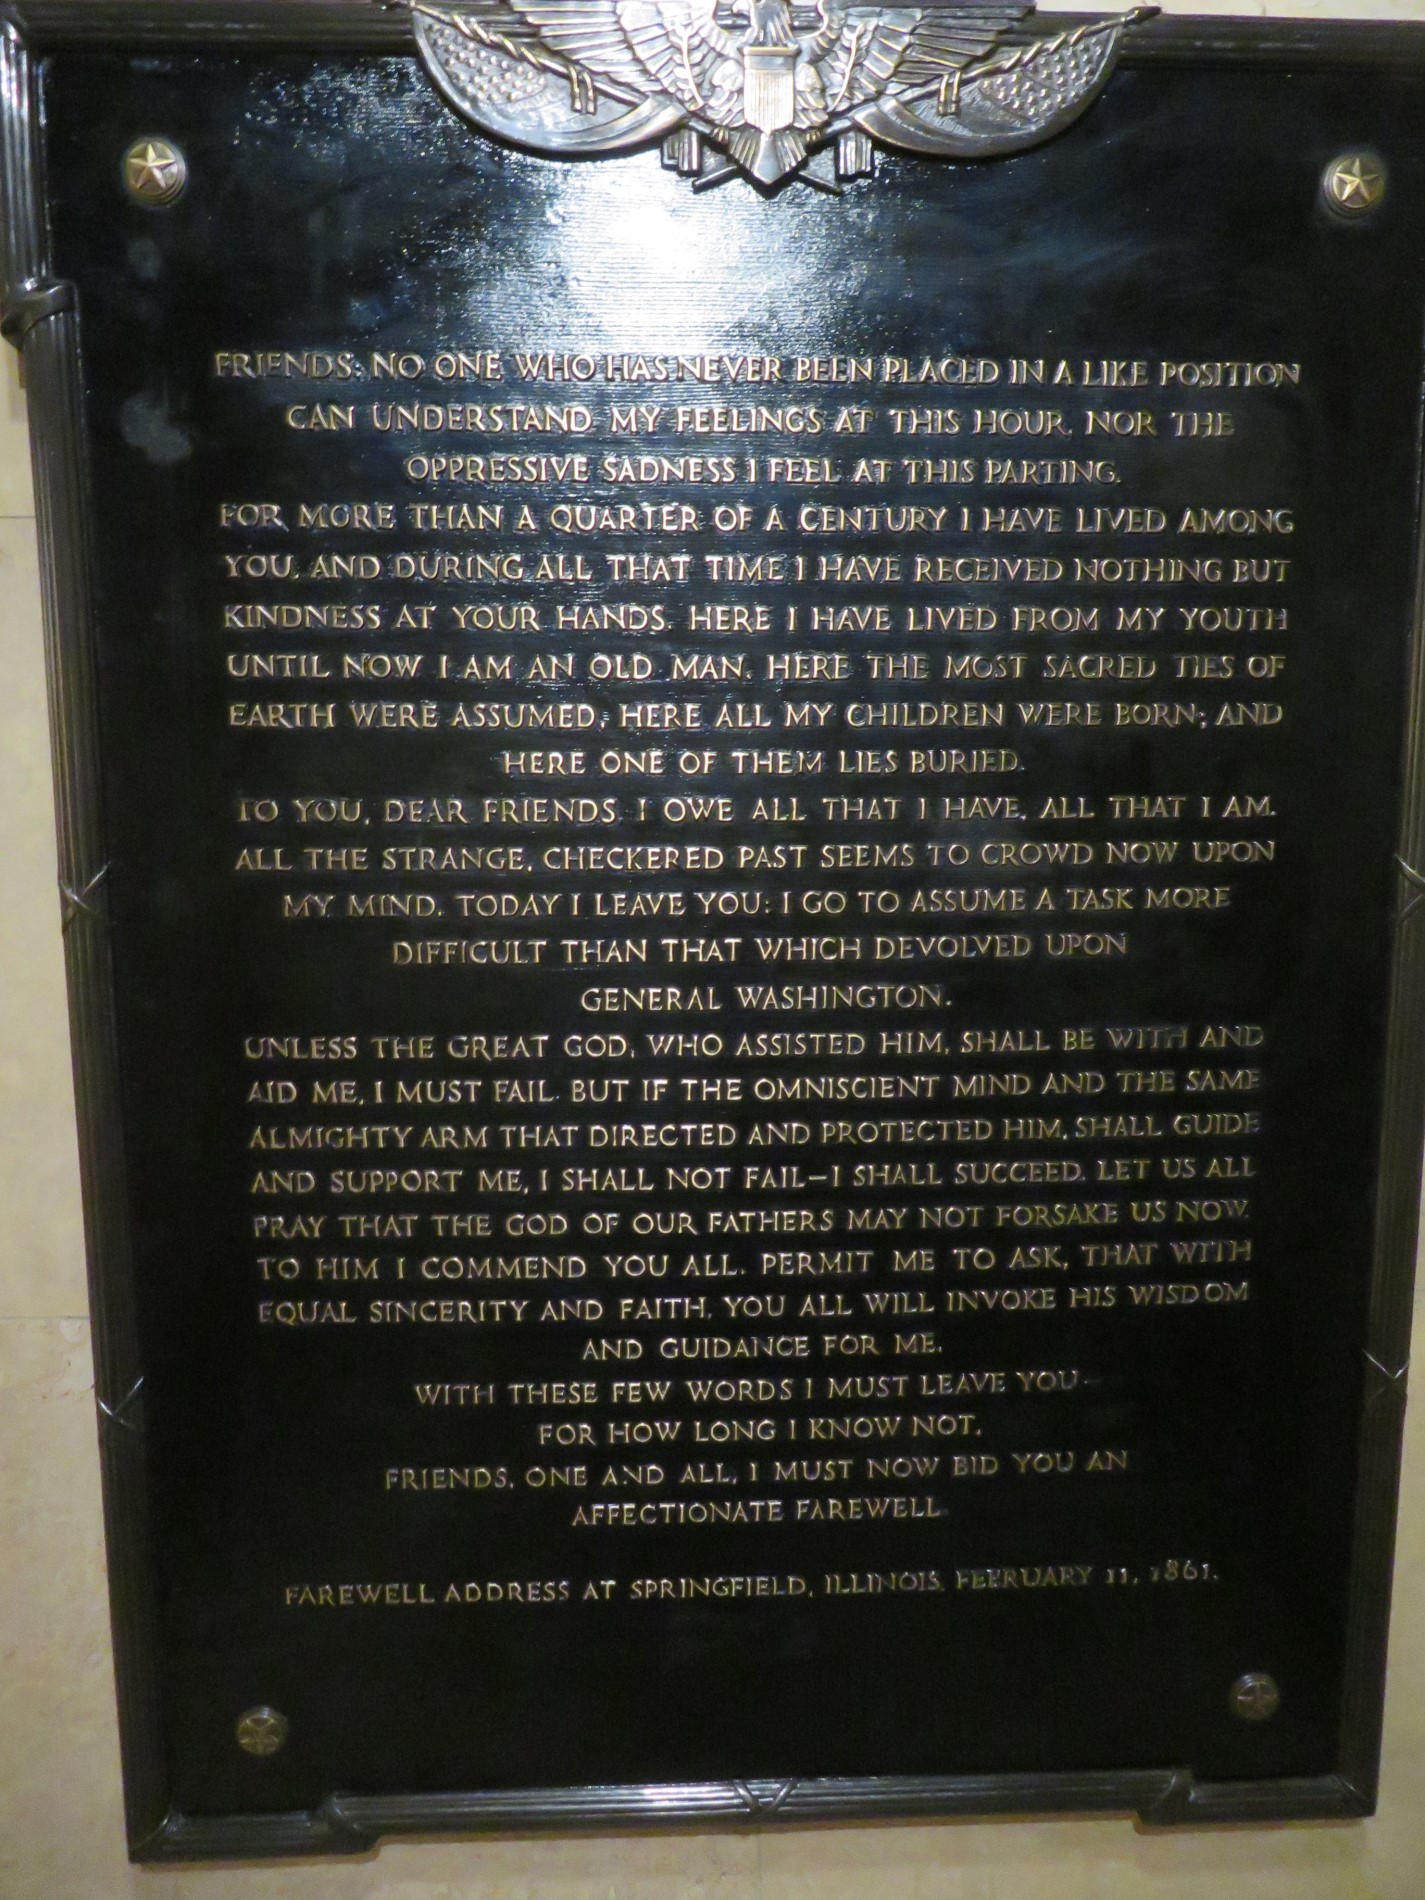 FRIENDS, NO ONE WHO HAS NEVER BEEN PLACED IN A LIKE POSITION
CAN UNDERSTAND MY FEELINGS AT THIS HOUR, NOR THE
OPPRESSIVE SADNESS I FEEL AT THIS PARTING.
FOR MORE THAN A QUARTER OF A CENTURY I HAVE LIVED AMONG
YOU, AND DURING ALL THAT TIME I HAVE RECEIVED NOTHING BUT
KINDNESS AT YOUR HANDS. HERE I HAVE LIVED FROM MY YOUTH
UNTIL NOW I AM AN OLD MAN. HERE THE MOST SACRED TIES OF
EARTH WERE ASSUMED; HERE ALL MY CHILDREN WERE BORN; AND
HERE ONE OF THEM LIES BURIED.
TO YOU, DEAR FRIENDS, I OWE ALL THAT I HAVE, ALL THAT I AM.
ALL THE STRANGE, CHECKERED PAST SEEMS TO CROWD NOW UPON
MY MIND. TODAY I LEAVE YOU; I GO TO ASSUME A TASK MORE
DIFFICULT THAN THAT WHICH DEVOLVED UPON
GENERAL WASHINGTON.
UNLESS THE GREAT GOD, WHO ASSISTED HIM, SHALL BE WITH AND
AID ME, I MUST FAIL. BUT IF THE OMNISCIENT MIND AND THE SAME
ALMIGHTY ARM THAT DIRECTED AND PROTECTED HIM, SHALL GUIDE
AND SUPPORT ME, I SHALL NOT FAIL—I SHALL SUCCEED. LET US ALL
PRAY THAT THE GOD OF OUR FATHERS MAY NOT FORSAKE US NOW.
TO HIM I COMMEND YOU ALL. PERMIT ME TO ASK, THAT WITH
EQUAL SINCERITY AND FAITH, YOU ALL WILL INVOKE HIS WISDOM
AND GUIDANCE FOR ME.
WITH THESE FEW WORDS I MUST LEAVE YOU—
FOR HOW LONG I KNOW NOT.
FRIENDS, ONE AND ALL, I MUST NOW BID YOU AN
AFFECTIONATE FAREWELL.
FAREWELL ADDRESS AT SPRINGFIELD, ILLINOIS, FEBRUARY 11, 1861.